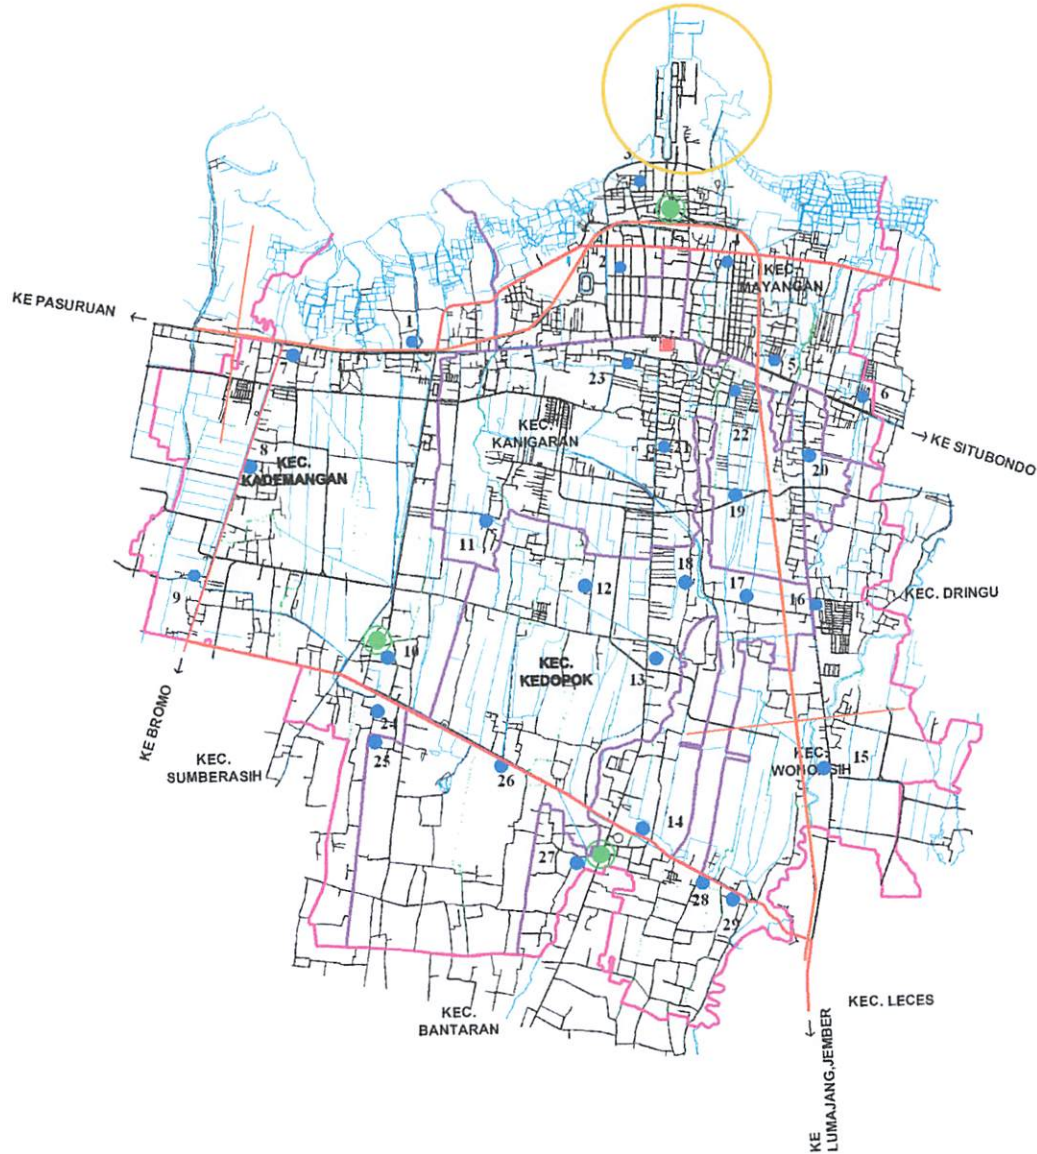 3
2
4
KEC.
MAYANGAN
KE PASURUAN
1
7
5
23
6
22
KEC.
KANIGARAN
21
KE SITUBONDO
8
KEC.
KADEMANGAN
20
19
11
18
17
12
16
KEC. DRINGU
9
10
KEC.
KEDOPOK
13
24
KE BROMO
25
KEC.
SUMBERASIH
26
KEC.
15
14
27
28
29
KEC. LECES
KEC.
BANTARAN
KE
LUMAJANG,JEMBER